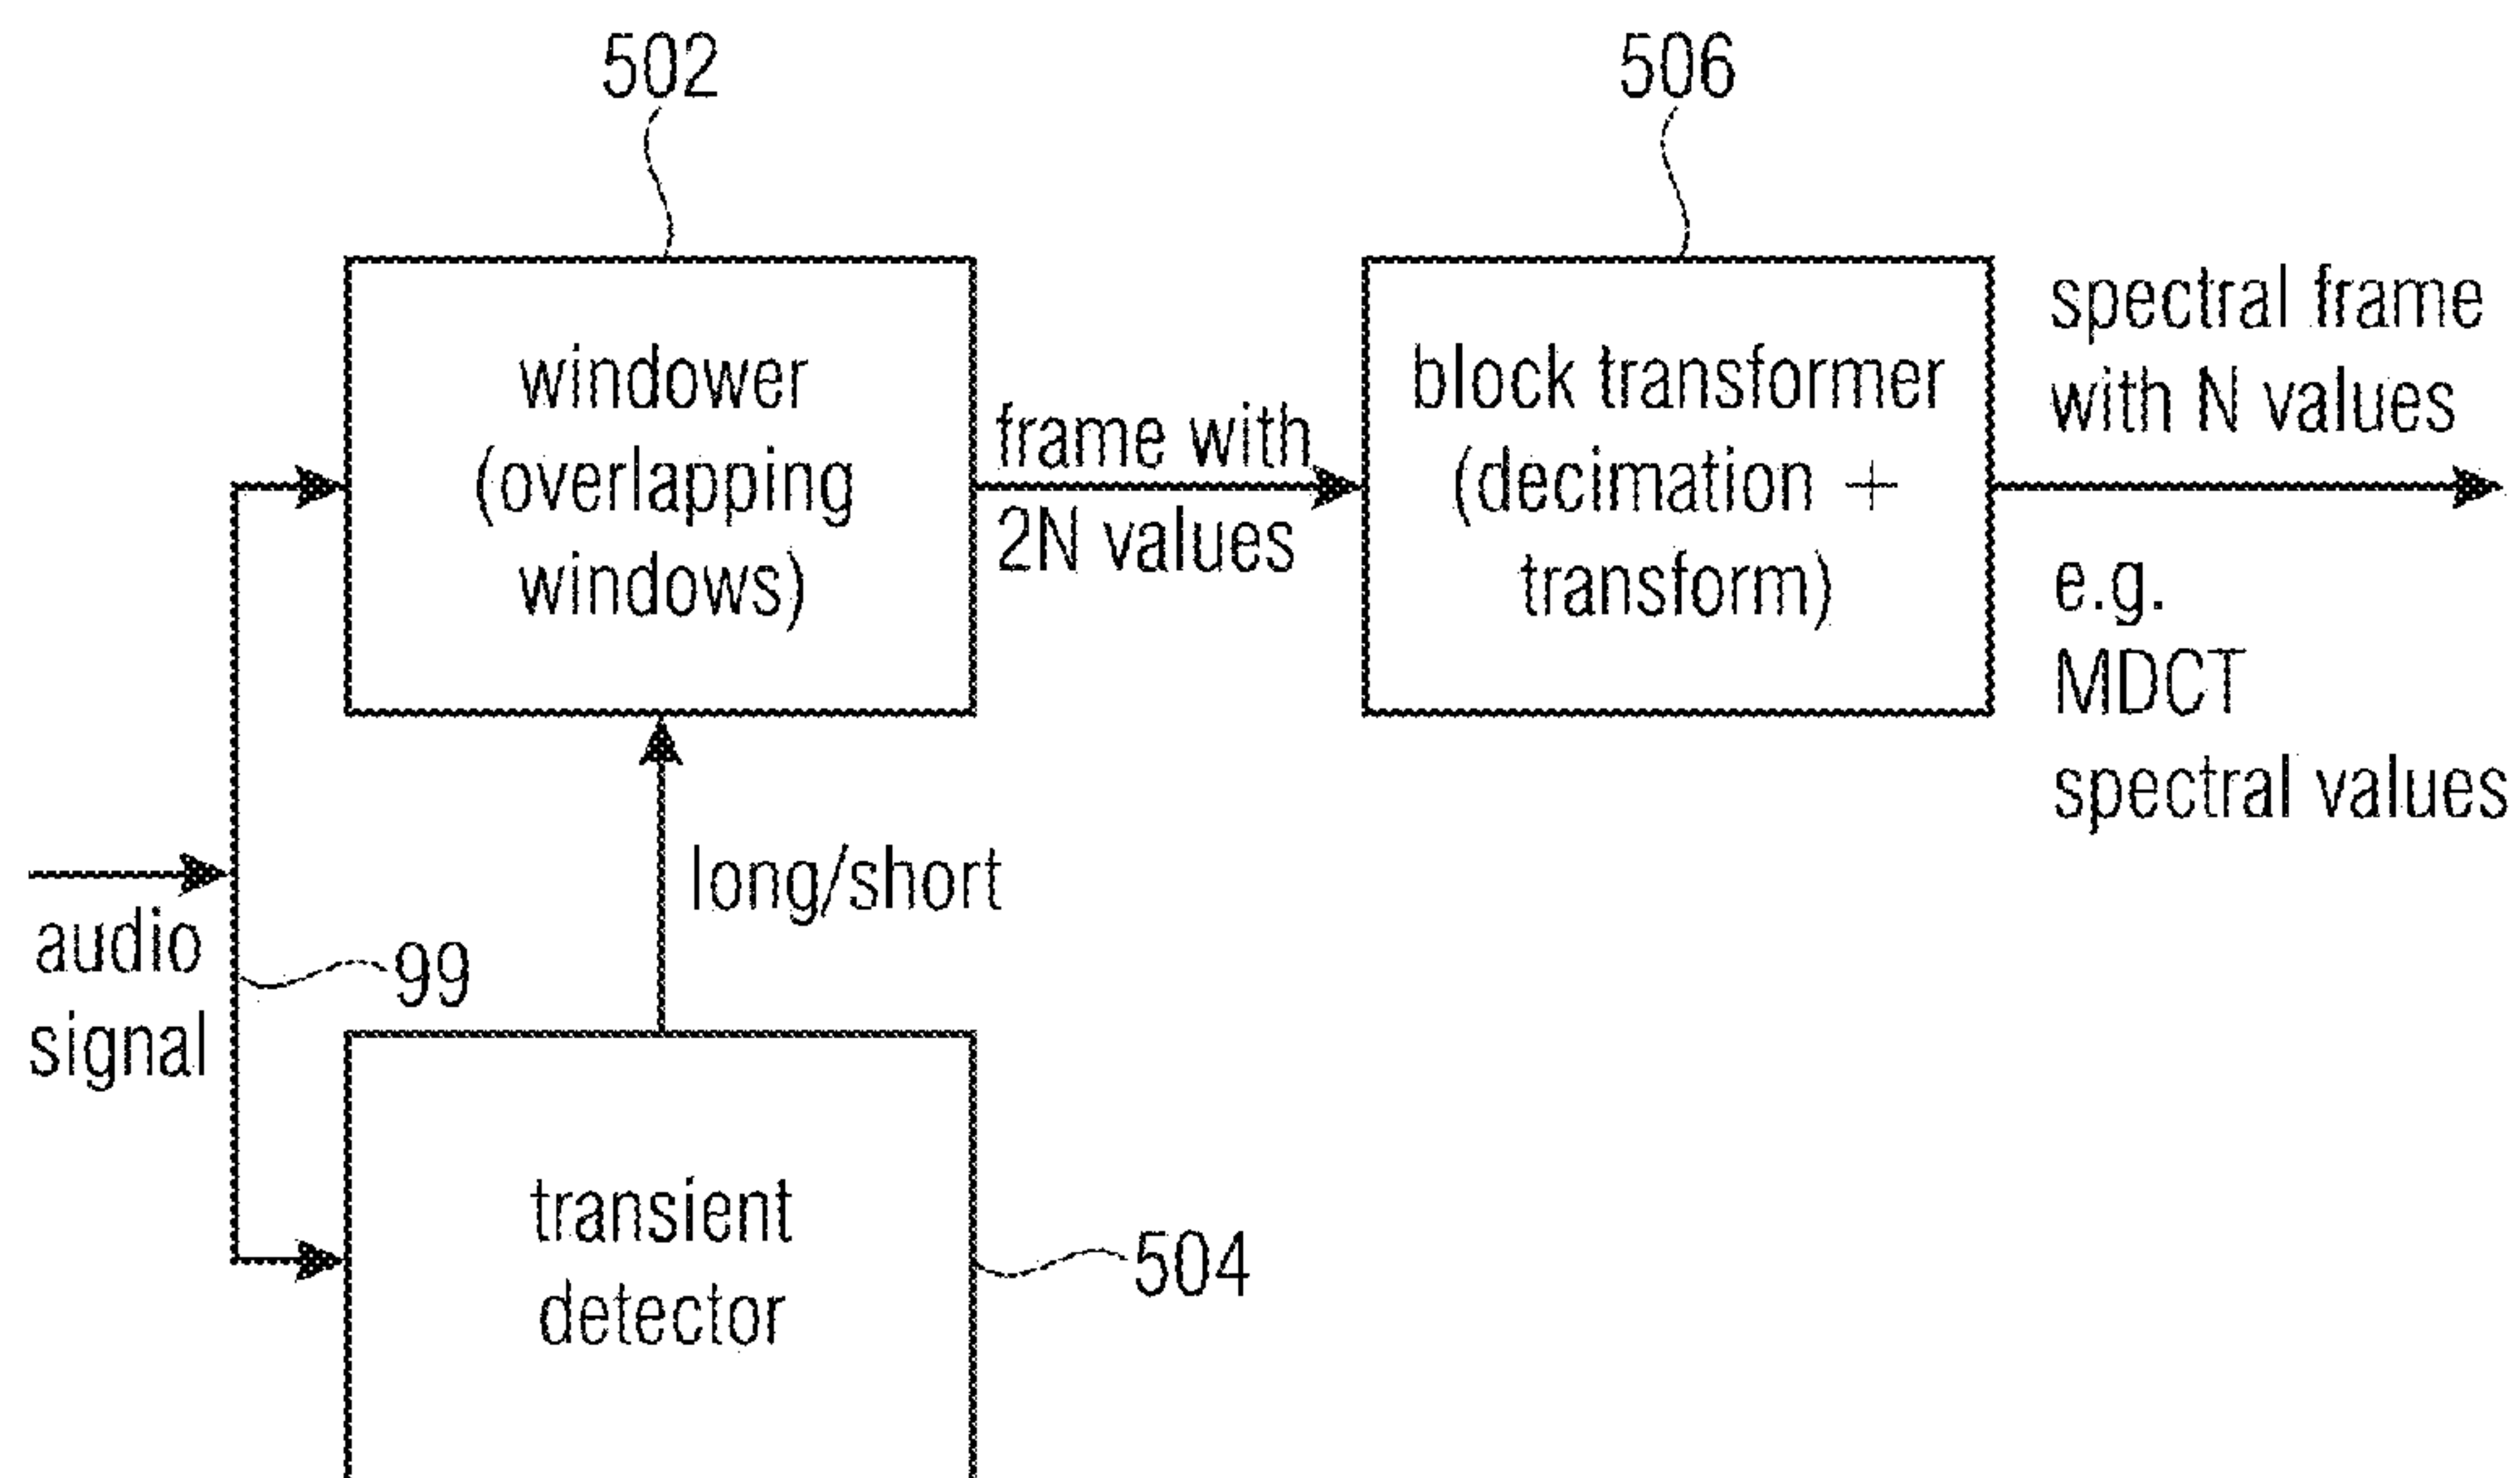 502
506
windower
(overlapping
windows)
frame with
2N values
block transformer
(decimation +
transform)
spectral frame
with N values
e.g.
MDCT
spectral values
long/short
audio
signal
99
transient
detector
504